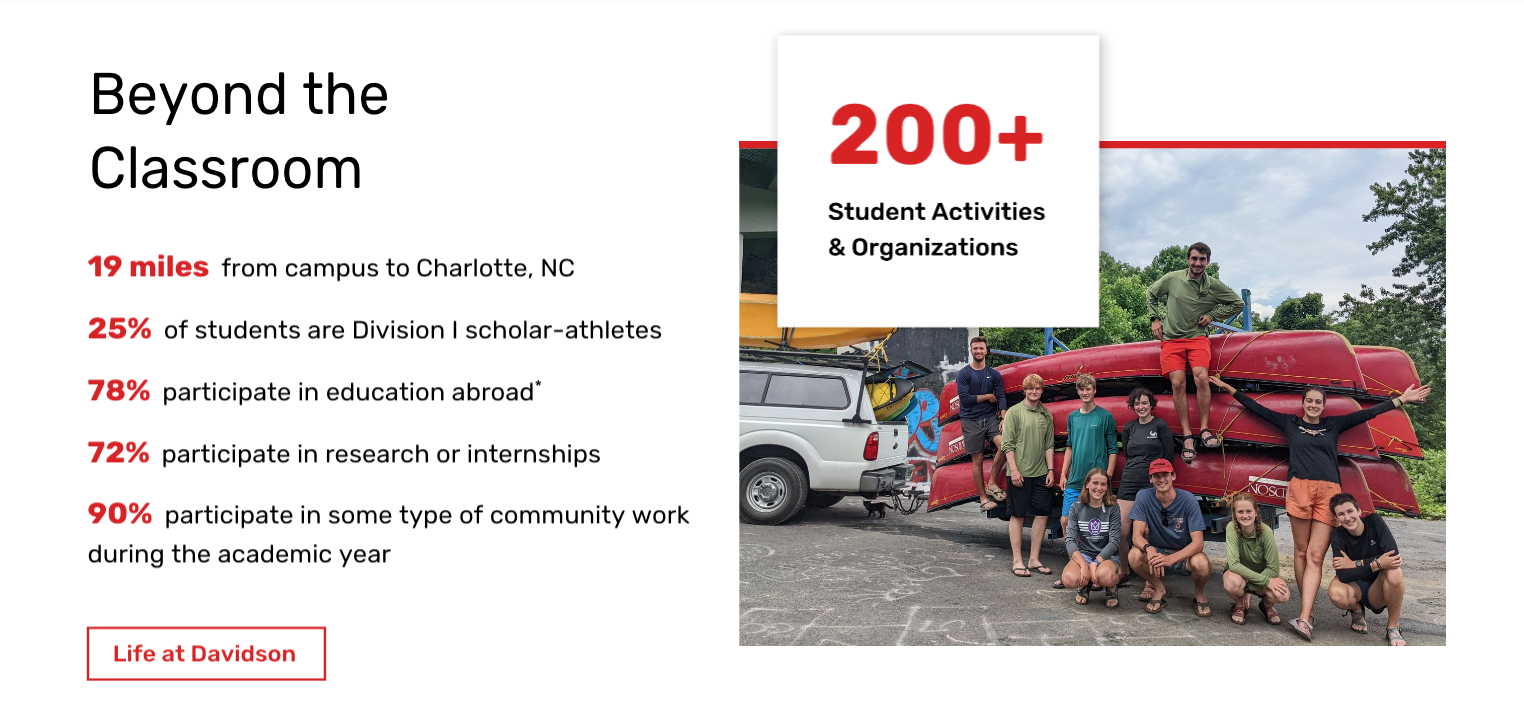 Beyond the
Classroom
19 miles from campus to Charlotte, NC
25% of students are Division I scholar-athletes
78% participate in education abroad*
72% participate in research or internships
90% participate in some type of community work
during the academic year
Life at Davidson
200+
Student Activities
& Organizations